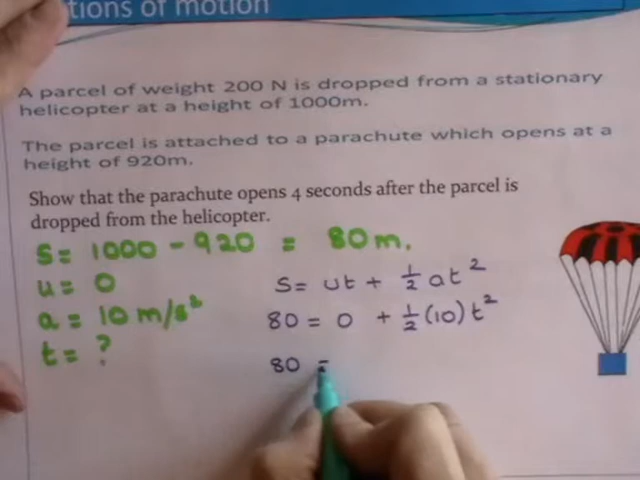 tions of motion
A parcel of weight 200 N is dropped from a stationary
helicopter at a height of 1000m.
The parcel is attached to a parachute which opens at a
height of 920m.
Show that the parachute opens 4 seconds after the parcel is
dropped from the helicopter.
s = 1000 - 920 = 80 m.
u = 0
a = 10 m/s²
t = ?
s = ut + ½ at²
80 = 0 + ½ (10) t²
80 =